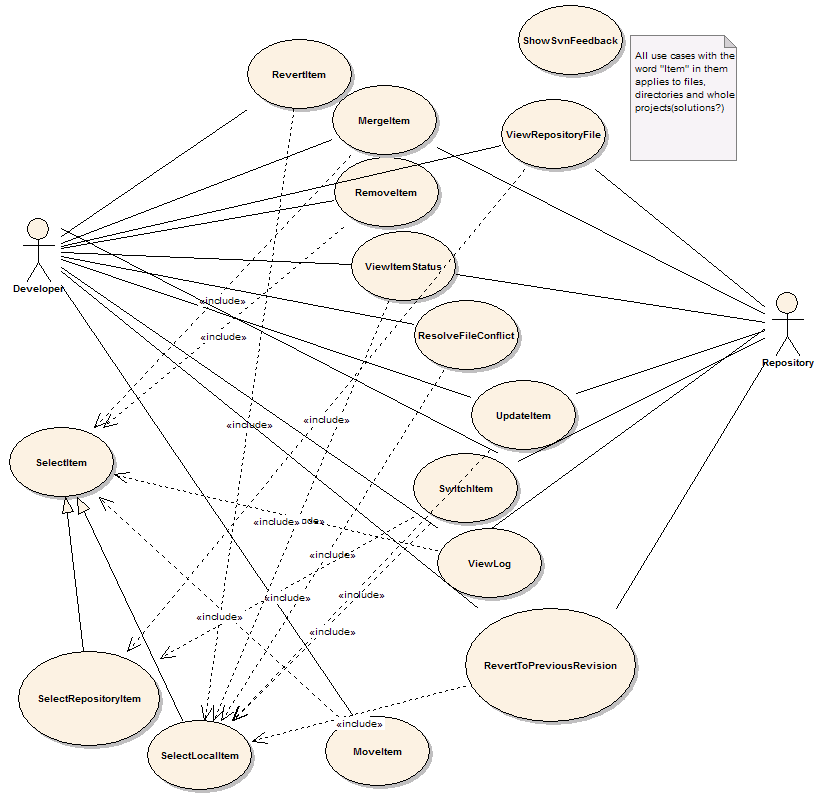 ShowSvnFeedback
All use cases with the
word "Item" in them
applies to files,
directories and whole
projects(solutions?)
RevertItem
MergeItem
ViewRepositoryFile
RemoveItem
ViewItemStatus
Developer
«include»
«include»
ResolveFileConflict
Repository
UpdateItem
«include»
«include»
SelectItem
SwitchItem
«include»
«include»
ViewLog
«include»
«include»
«include»
«include»
RevertToPreviousRevision
SelectRepositoryItem
«include»
SelectLocalItem
MoveItem